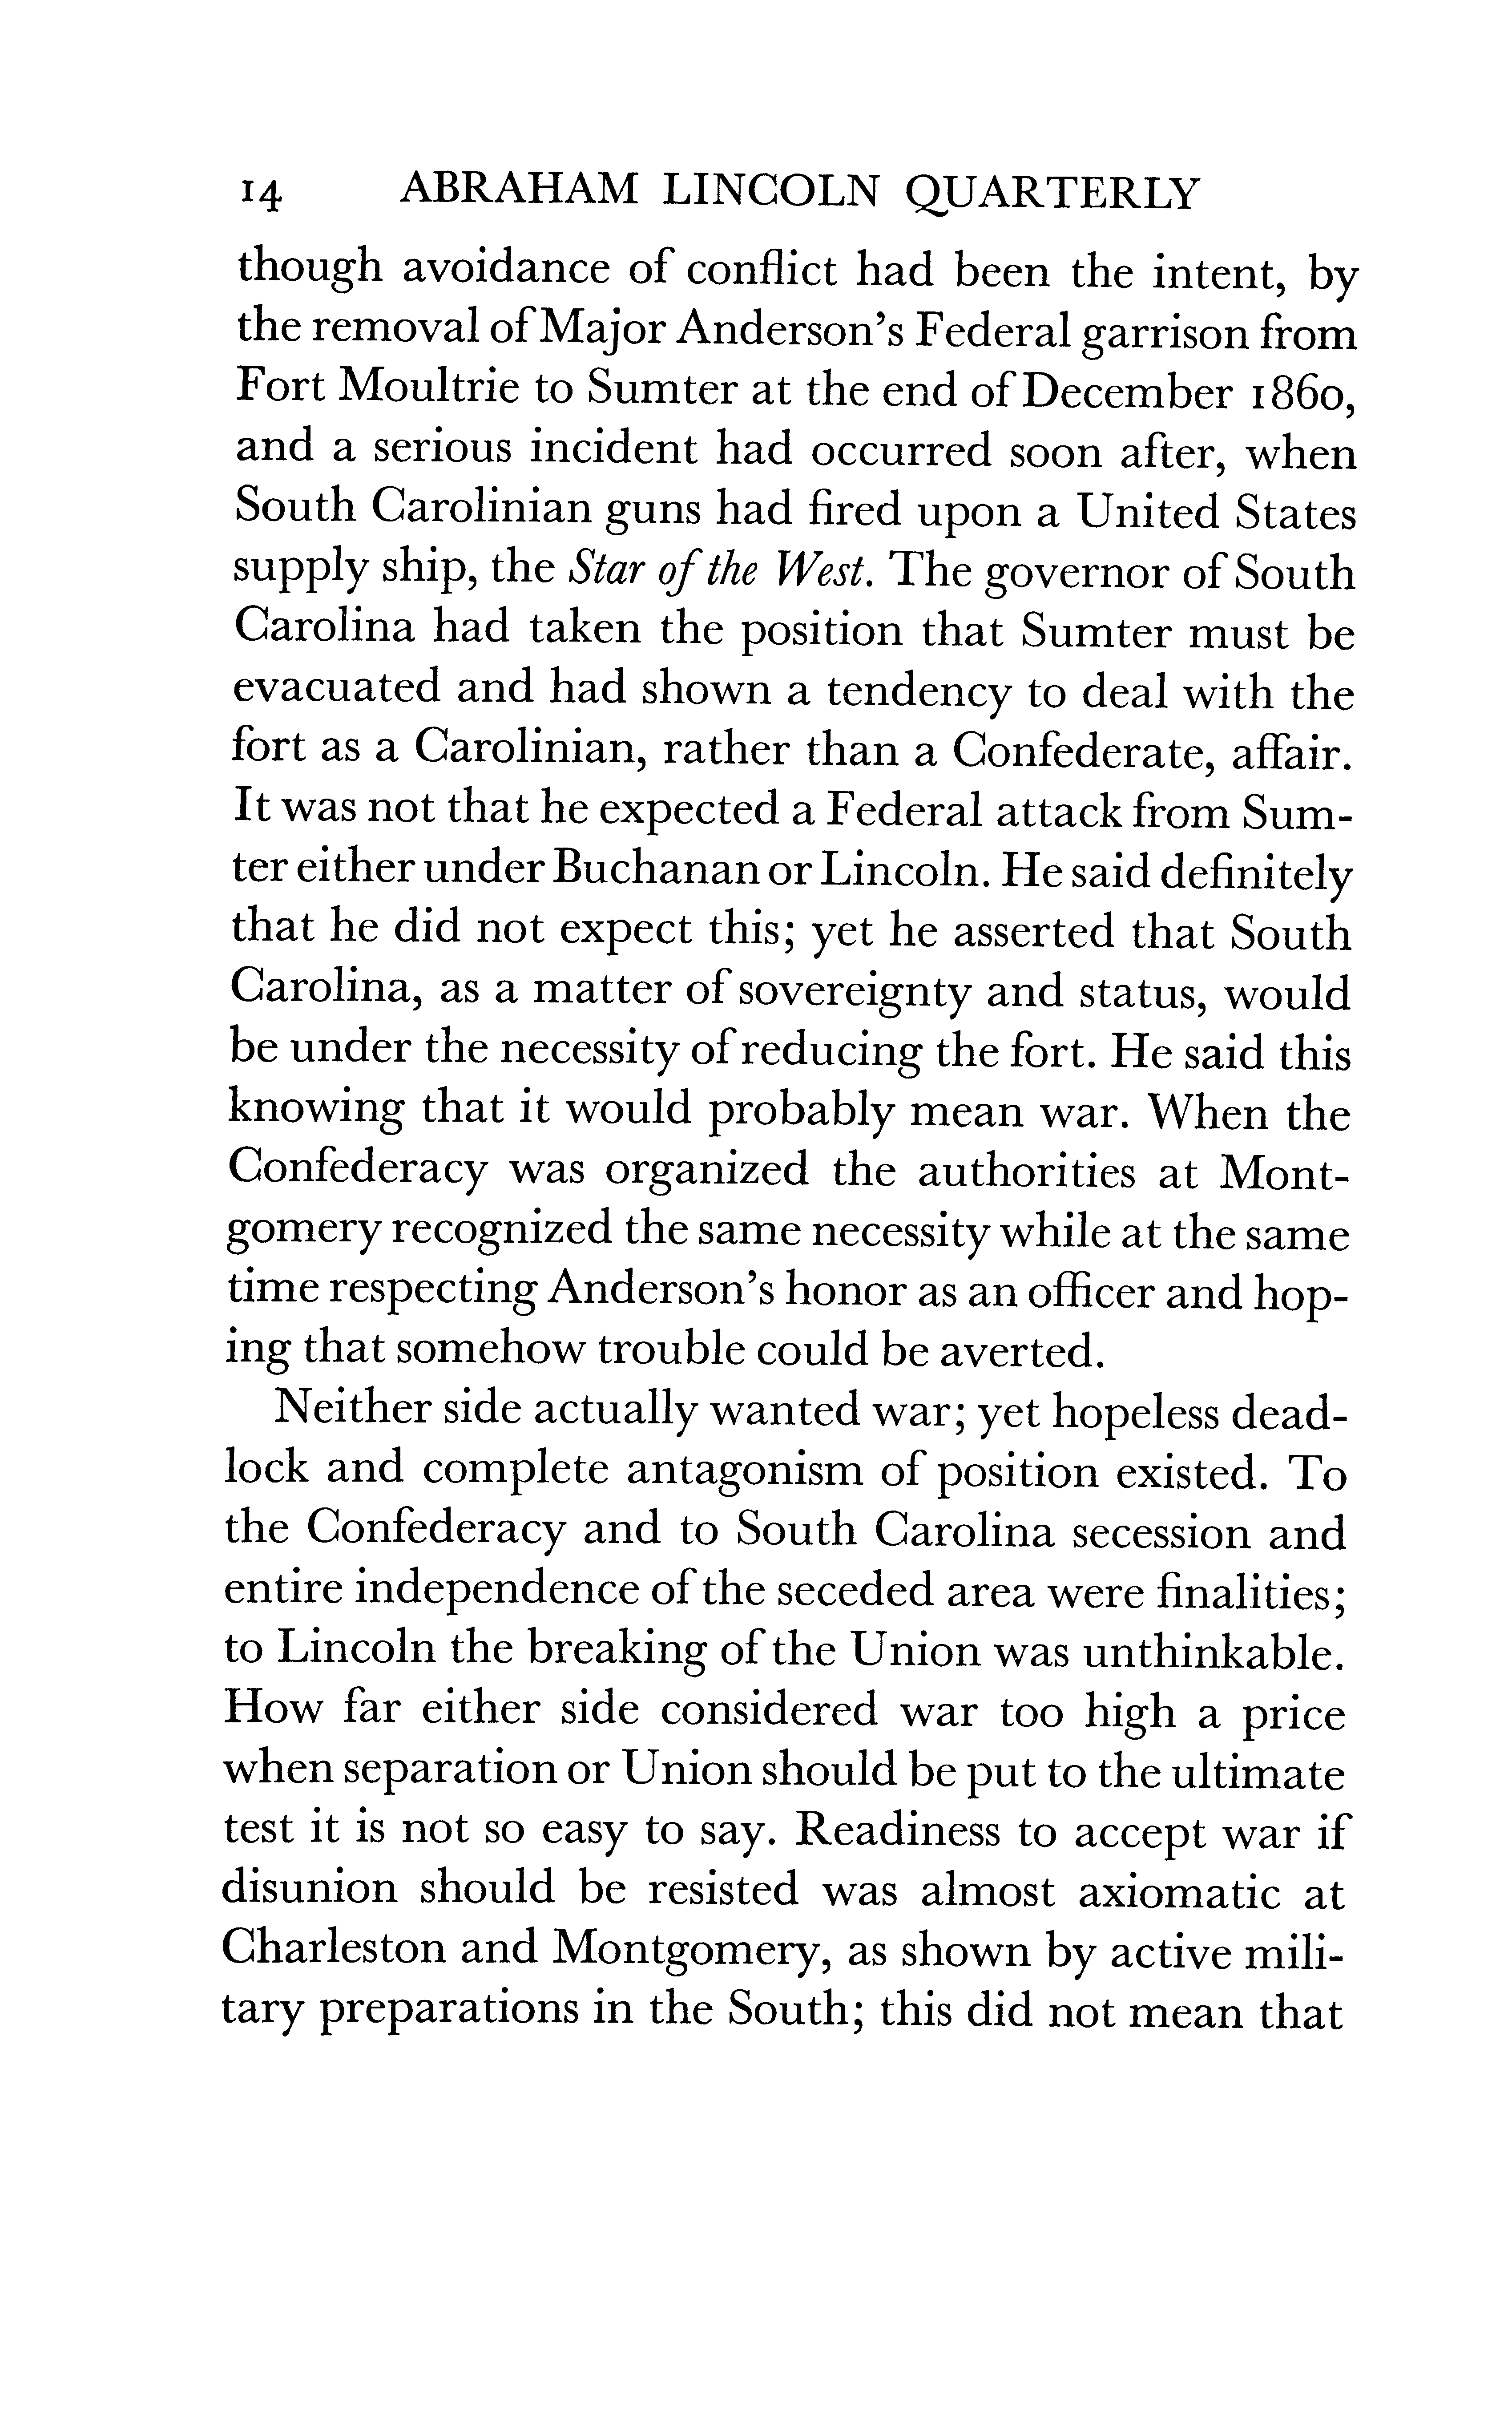 14 ABRAHAM LINCOLN QUARTERLY
though avoidance of conflict had been the intent, by
the removal of Major Anderson's Federal garrison from
Fort Moultrie to Sumter at the end of December 1860,
and a serious incident had occurred soon after, when
South Carolinian guns had fired upon a United States
supply ship, the Star of the West. The governor of South
Carolina had taken the position that Sumter must be
evacuated and had shown a tendency to deal with the
fort as a Carolinian, rather than a Confederate, affair.
It was not that he expected a Federal attack from Sum-
ter either under Buchanan or Lincoln. He said definitely
that he did not expect this; yet he asserted that South
Carolina, as a matter of sovereignty and status, would
be under the necessity of reducing the fort. He said this
knowing that it would probably mean war. When the
Confederacy was organized the authorities at Mont-
gomery recognized the same necessity while at the same
time respecting Anderson's honor as an officer and hop-
ing that somehow trouble could be averted.
Neither side actually wanted war; yet hopeless dead-
lock and complete antagonism of position existed. To
the Confederacy and to South Carolina secession and
entire independence of the seceded area were finalities;
to Lincoln the breaking of the Union was unthinkable.
How far either side considered war too high a price
when separation or Union should be put to the ultimate
test it is not so easy to say. Readiness to accept war if
disunion should be resisted was almost axiomatic at
Charleston and Montgomery, as shown by active mili-
tary preparations in the South; this did not mean that